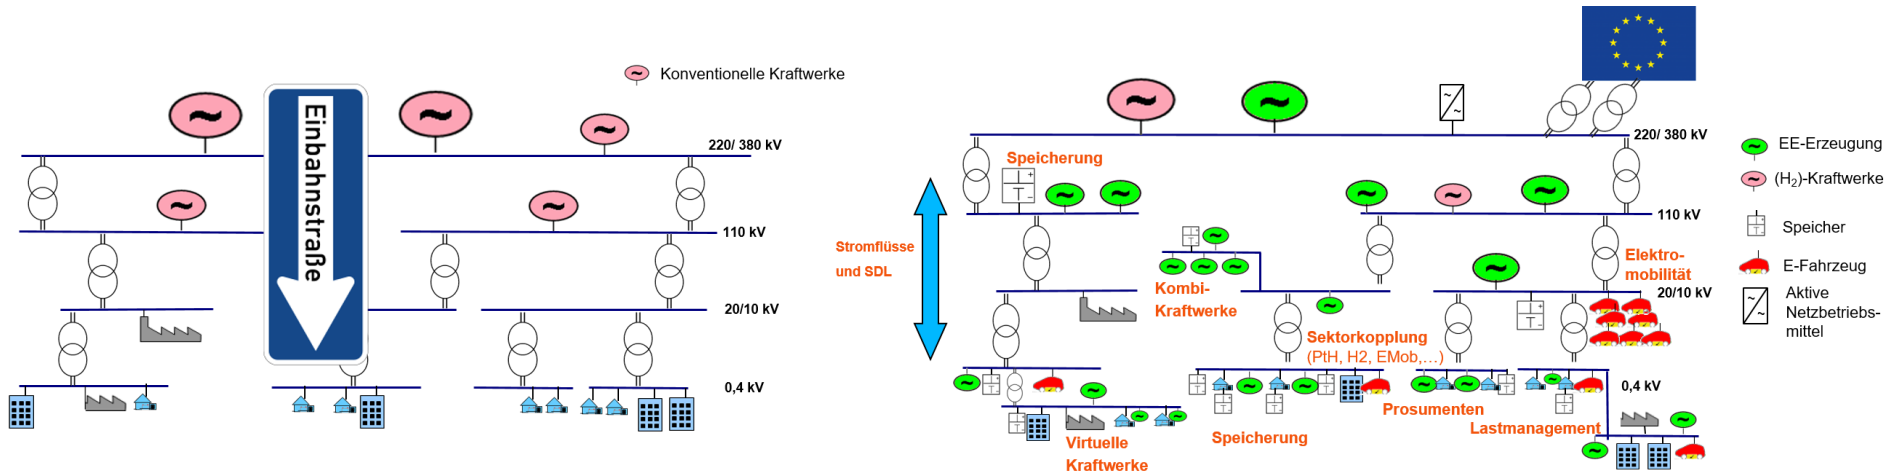 Konventionelle Kraftwerke
Einbahnstraße
220/ 380 kV
110 kV
20/10 kV
0,4 kV
220/ 380 kV
Speicherung
110 kV
Stromflüsse
und SDL
Kombi-
Kraftwerke
Elektro-
mobilität
20/10 kV
Sektorkopplung
(PtH, H2, EMob,…)
0,4 kV
Prosumenten
Lastmanagement
Speicherung
Virtuelle
Kraftwerke
EE-Erzeugung
(H₂)-Kraftwerke
Speicher
E-Fahrzeug
Aktive
Netzbetriebs-
mittel